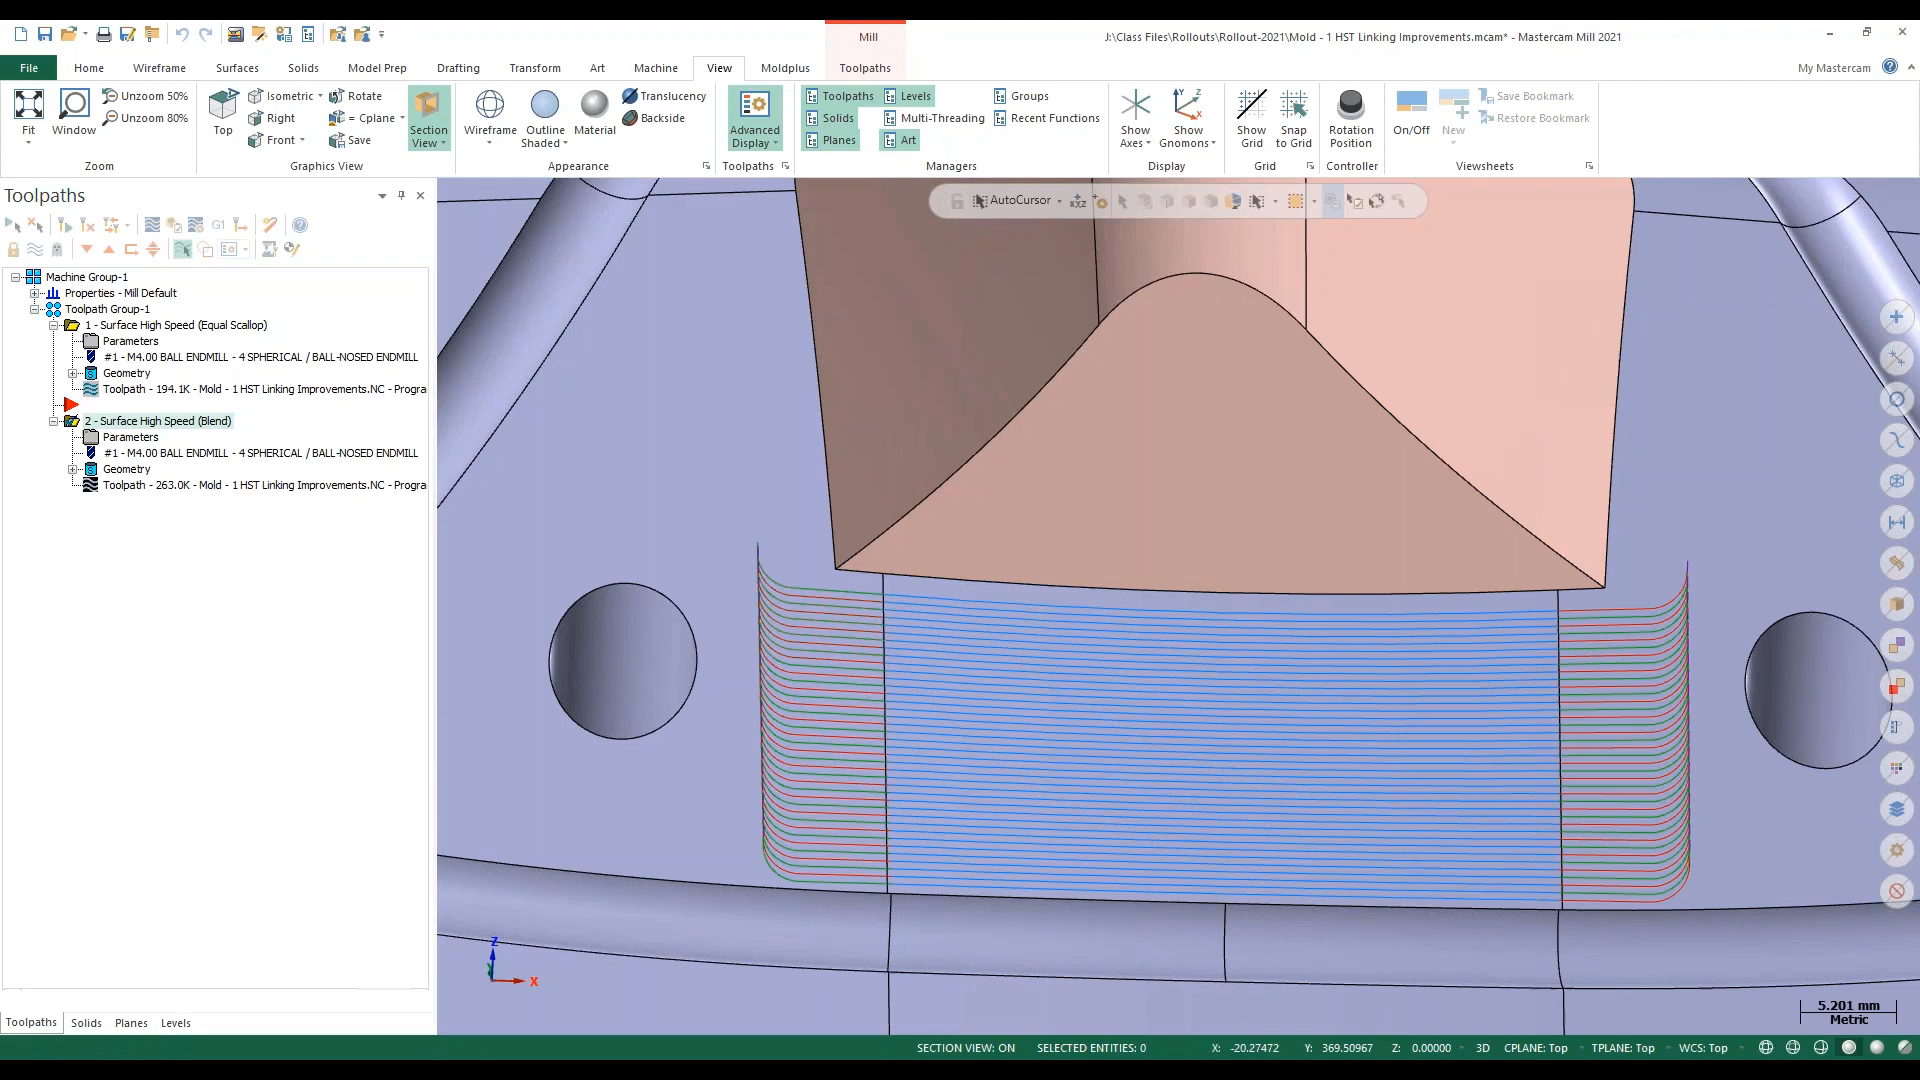 Mill
J:\Class Files\Rollouts\Rollout-2021\Mold - 1 HST Linking Improvements.mcam* - Mastercam Mill 2021
File Home Wireframe Surfaces Solids Model Prep Drafting Transform Art Machine View Moldplus Toolpaths My Mastercam
Unzoom 50% Isometric Rotate Translucency Toolpaths Levels Groups Save Bookmark
Unzoom 80% Right = Cplane Backside Solids Multi-Threading Recent Functions Restore Bookmark
Front Save Planes Art
Fit Window Top Section View Wireframe Outline Shaded Material Advanced Display Show Axes Show Gnomons Show Grid Snap to Grid Rotation Position On/Off New
Zoom Graphics View Appearance Toolpaths Managers Display Grid Controller Viewsheets
Toolpaths
AutoCursor
XYZ
G1
Machine Group-1
Properties - Mill Default
Toolpath Group-1
1 - Surface High Speed (Equal Scallop)
Parameters
#1 - M4.00 BALL ENDMILL - 4 SPHERICAL / BALL-NOSED ENDMILL
Geometry
Toolpath - 194.1K - Mold - 1 HST Linking Improvements.NC - Progra
2 - Surface High Speed (Blend)
Parameters
#1 - M4.00 BALL ENDMILL - 4 SPHERICAL / BALL-NOSED ENDMILL
Geometry
Toolpath - 263.0K - Mold - 1 HST Linking Improvements.NC - Progra
Z
X
5.201 mm
Metric
Toolpaths Solids Planes Levels
SECTION VIEW: ON SELECTED ENTITIES: 0 X: -20.27472 Y: 369.50967 Z: 0.00000 3D CPLANE: Top TPLANE: Top WCS: Top